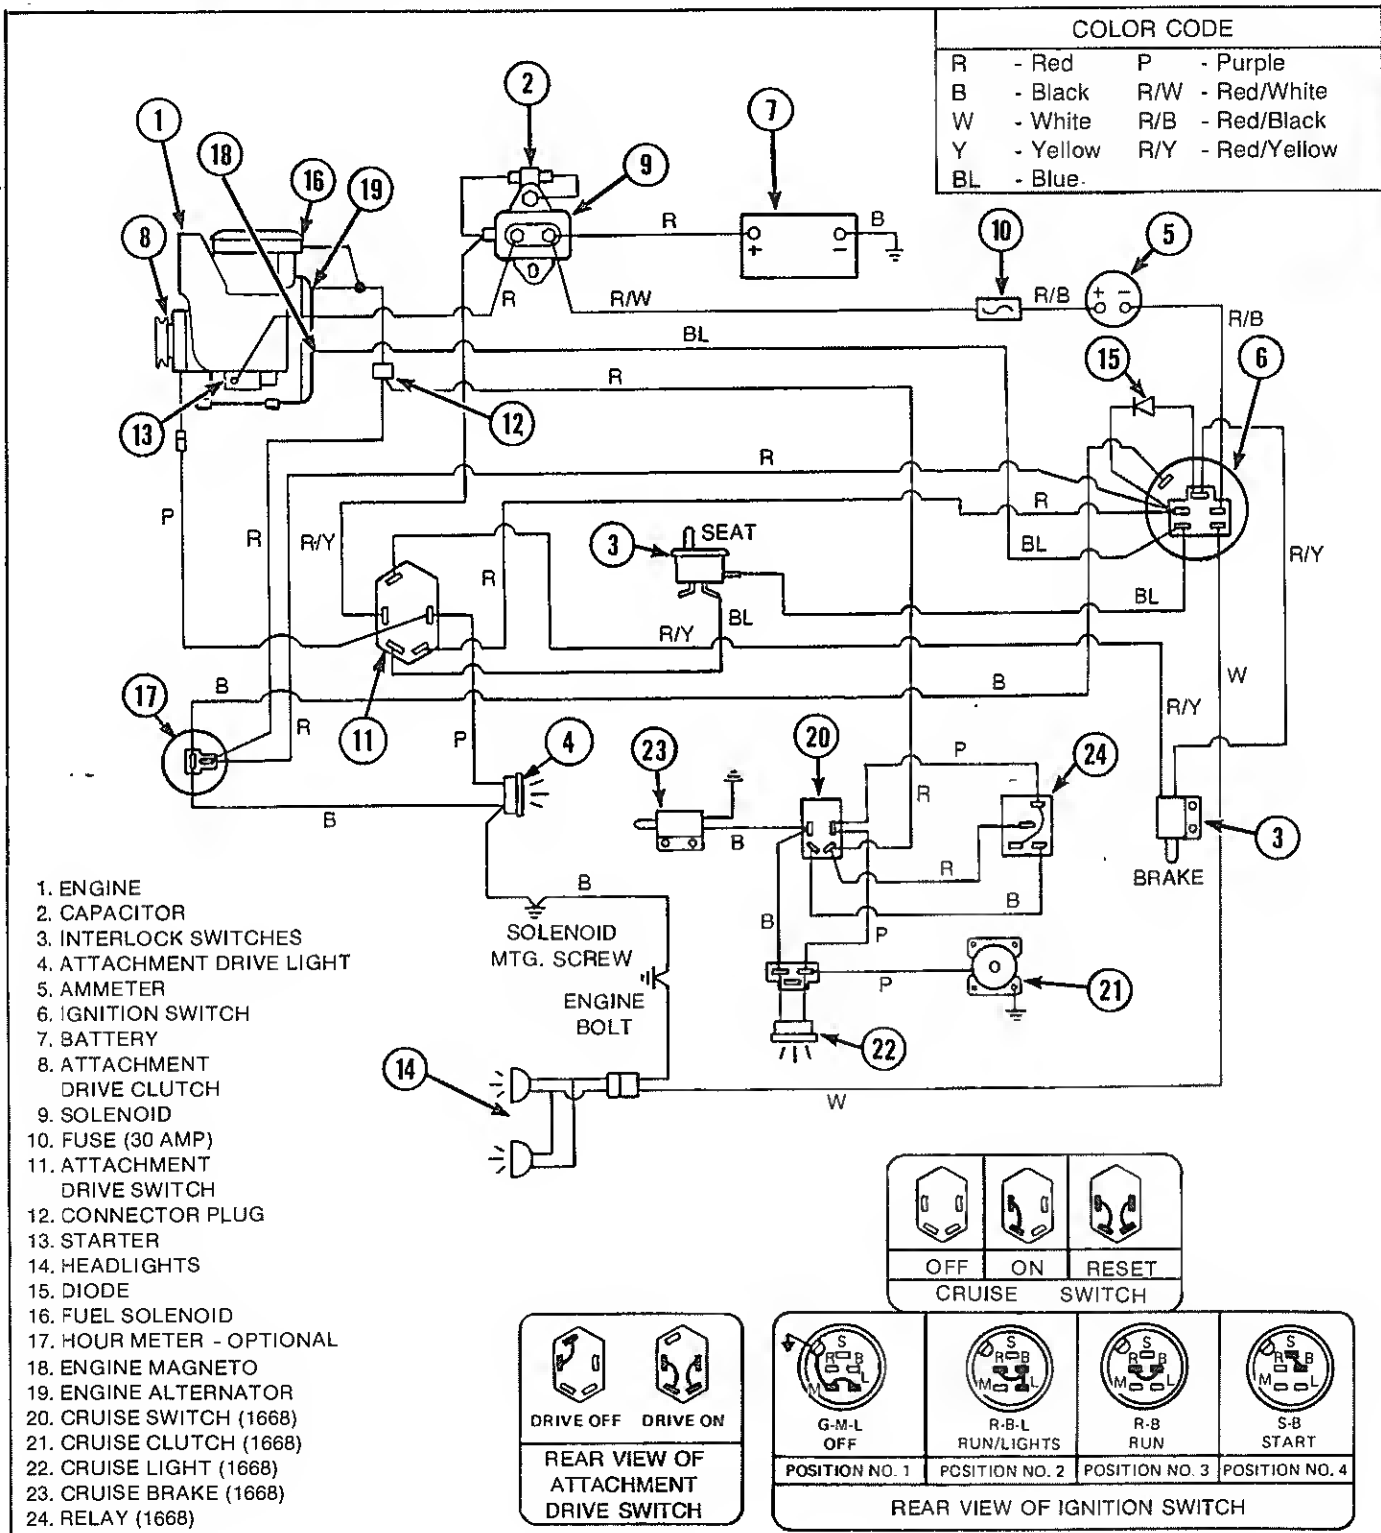 COLOR CODE
R - Red P - Purple
B - Black R/W - Red/White
W - White R/B - Red/Black
Y - Yellow R/Y - Red/Yellow
BL - Blue.
1
2
7
18
16
19
9
8
10
5
R
B
+ −
R
R/W
R/B
+ −
R/B
BL
15
6
R
13
12
R
P
R
R/Y
R
SEAT
3
BL
R/Y
R
BL
BL
R/Y
B
B
W
17
R
11
P
4
23
20
P
24
R/Y
R
B
B
R
3
BRAKE
B
B
B
P
SOLENOID
MTG. SCREW
P
21
ENGINE
BOLT
22
14
W
1. ENGINE
2. CAPACITOR
3. INTERLOCK SWITCHES
4. ATTACHMENT DRIVE LIGHT
5. AMMETER
6. IGNITION SWITCH
7. BATTERY
8. ATTACHMENT
DRIVE CLUTCH
9. SOLENOID
10. FUSE (30 AMP)
11. ATTACHMENT
DRIVE SWITCH
12. CONNECTOR PLUG
13. STARTER
14. HEADLIGHTS
15. DIODE
16. FUEL SOLENOID
17. HOUR METER - OPTIONAL
18. ENGINE MAGNETO
19. ENGINE ALTERNATOR
20. CRUISE SWITCH (1668)
21. CRUISE CLUTCH (1668)
22. CRUISE LIGHT (1668)
23. CRUISE BRAKE (1668)
24. RELAY (1668)
OFF ON RESET
CRUISE SWITCH
DRIVE OFF DRIVE ON
REAR VIEW OF
ATTACHMENT
DRIVE SWITCH
S R B M L
S R B M L
S R B M L
S R B M L
G-M-L R-B-L R-B S-B
OFF RUN/LIGHTS RUN START
POSITION NO. 1 POSITION NO. 2 POSITION NO. 3 POSITION NO. 4
REAR VIEW OF IGNITION SWITCH